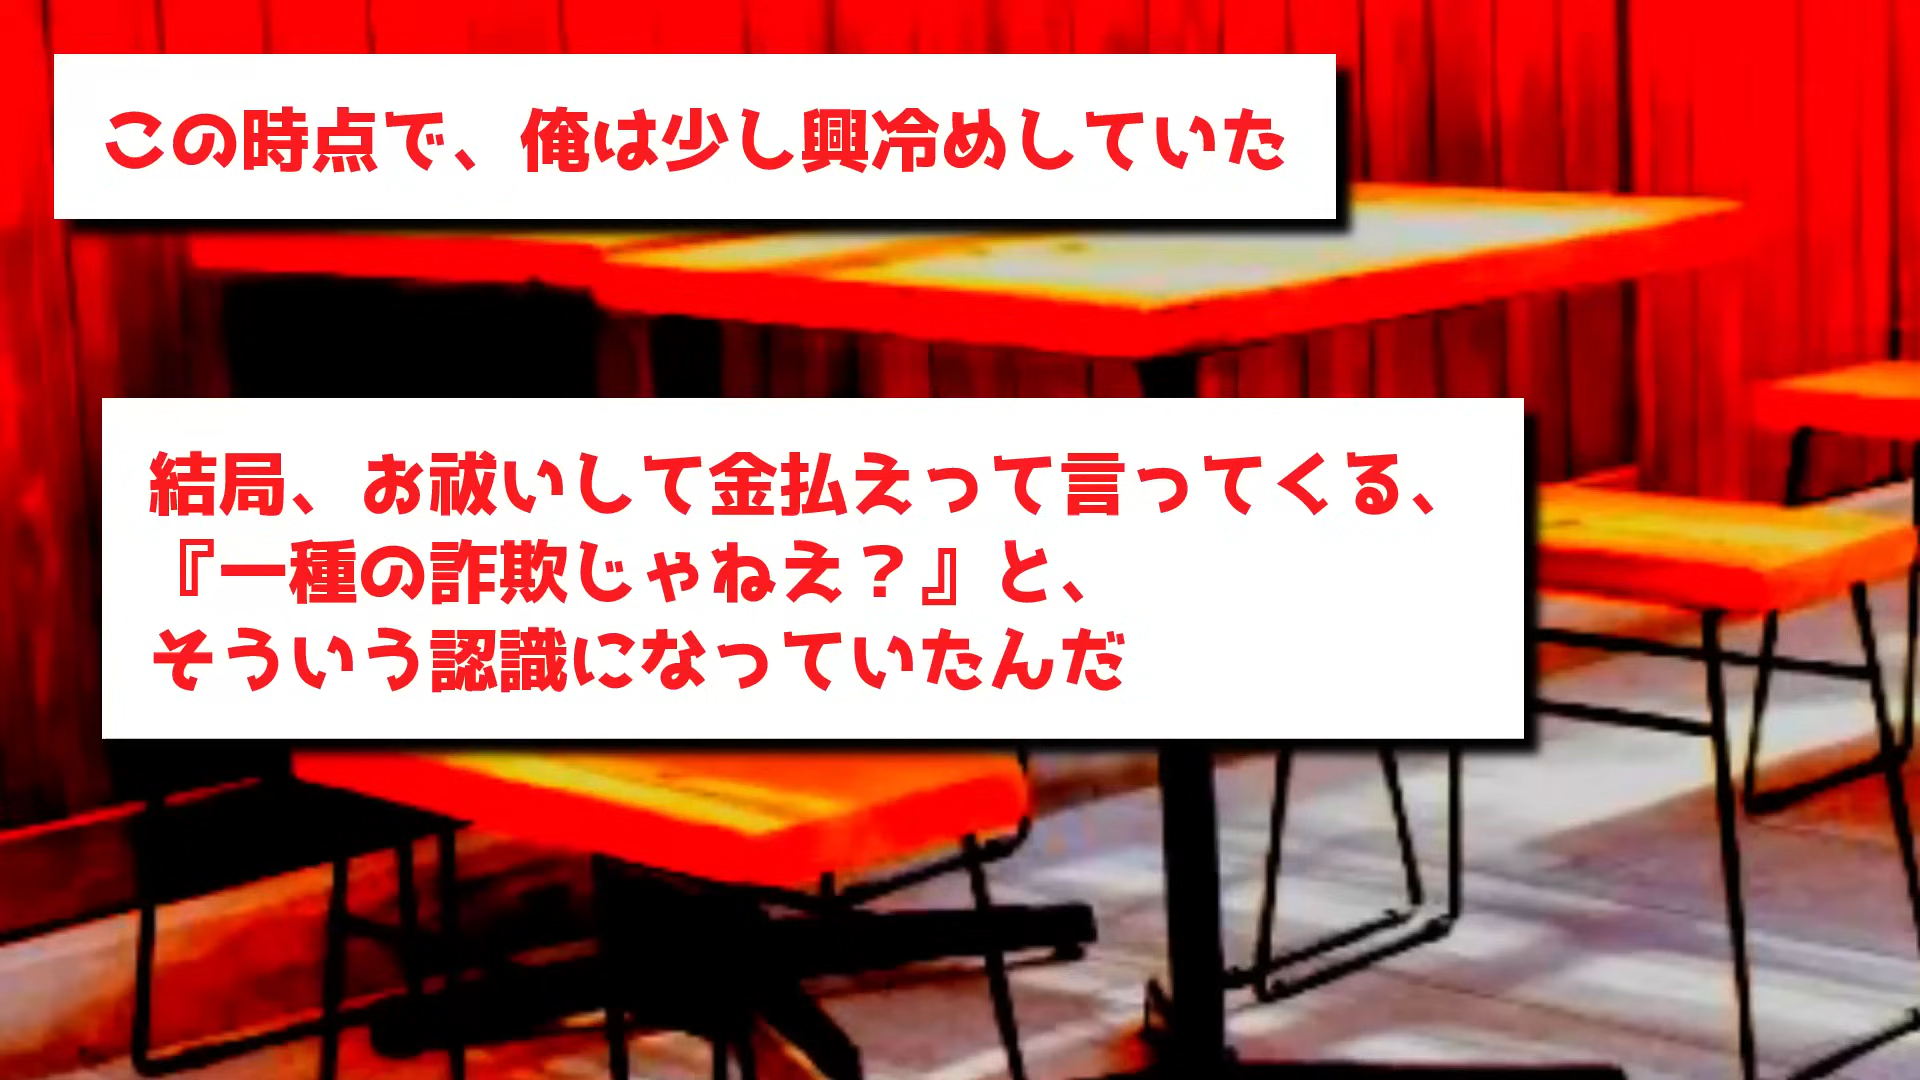 この時点で、俺は少し興冷めしていた
結局、お祓いして金払えって言ってくる、
『一種の詐欺じゃねえ？』と、
そういう認識になっていたんだ